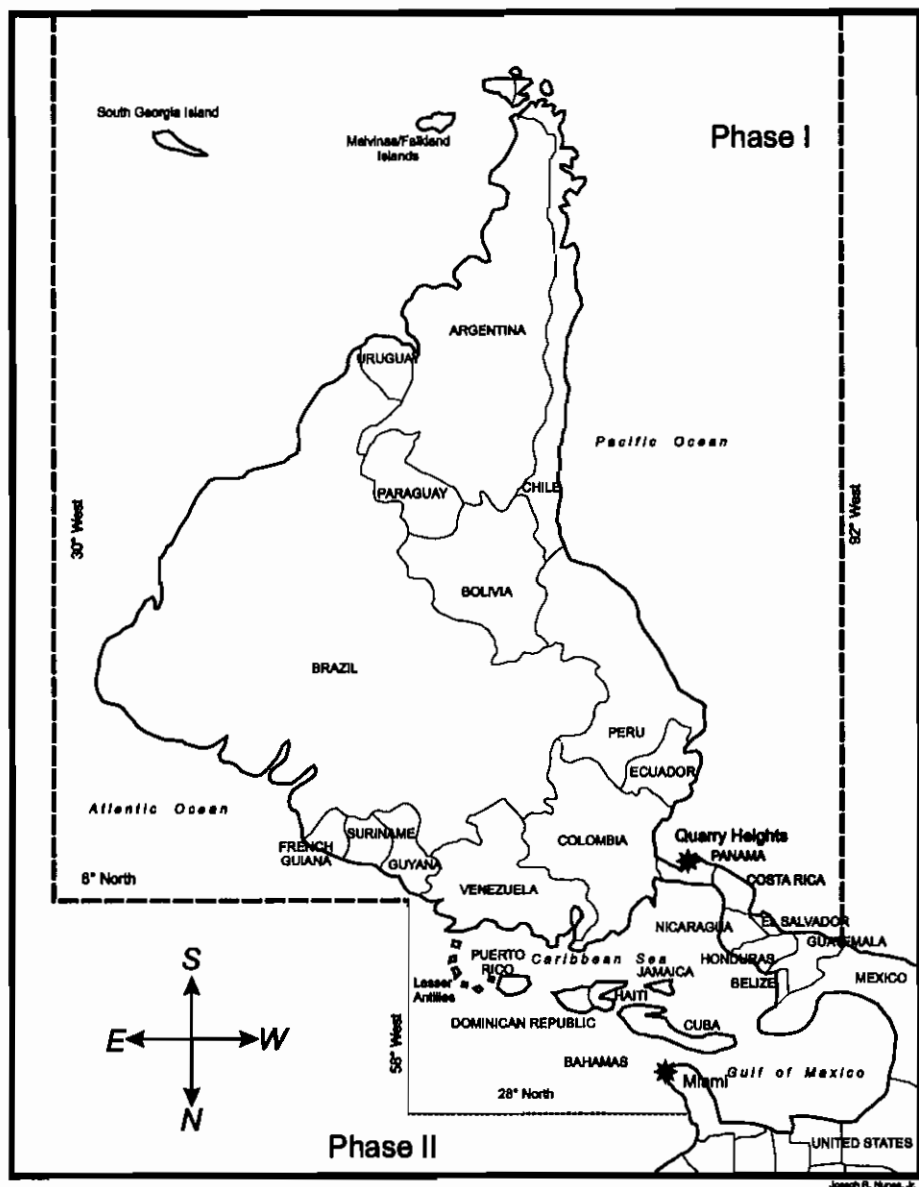 South Georgia Island
Malvinas/Falkland
Islands
Phase I
ARGENTINA
URUGUAY
Pacific Ocean
PARAGUAY
CHILE
30° West
92° West
BOLIVIA
BRAZIL
PERU
ECUADOR
Atlantic Ocean
SURINAME
FRENCH
GUIANA
GUYANA
COLOMBIA
Quarry Heights
PANAMA
COSTA RICA
8° North
VENEZUELA
NICARAGUA
EL SALVADOR
GUATEMALA
PUERTO
RICO
Caribbean Sea
HONDURAS
JAMAICA
BELIZE
MEXICO
Lesser
Antilles
HAITI
DOMINICAN REPUBLIC
CUBA
S
E
W
N
58° West
BAHAMAS
Miami
Gulf of Mexico
28° North
Phase II
UNITED STATES
Joseph B. Nunes, Jr.